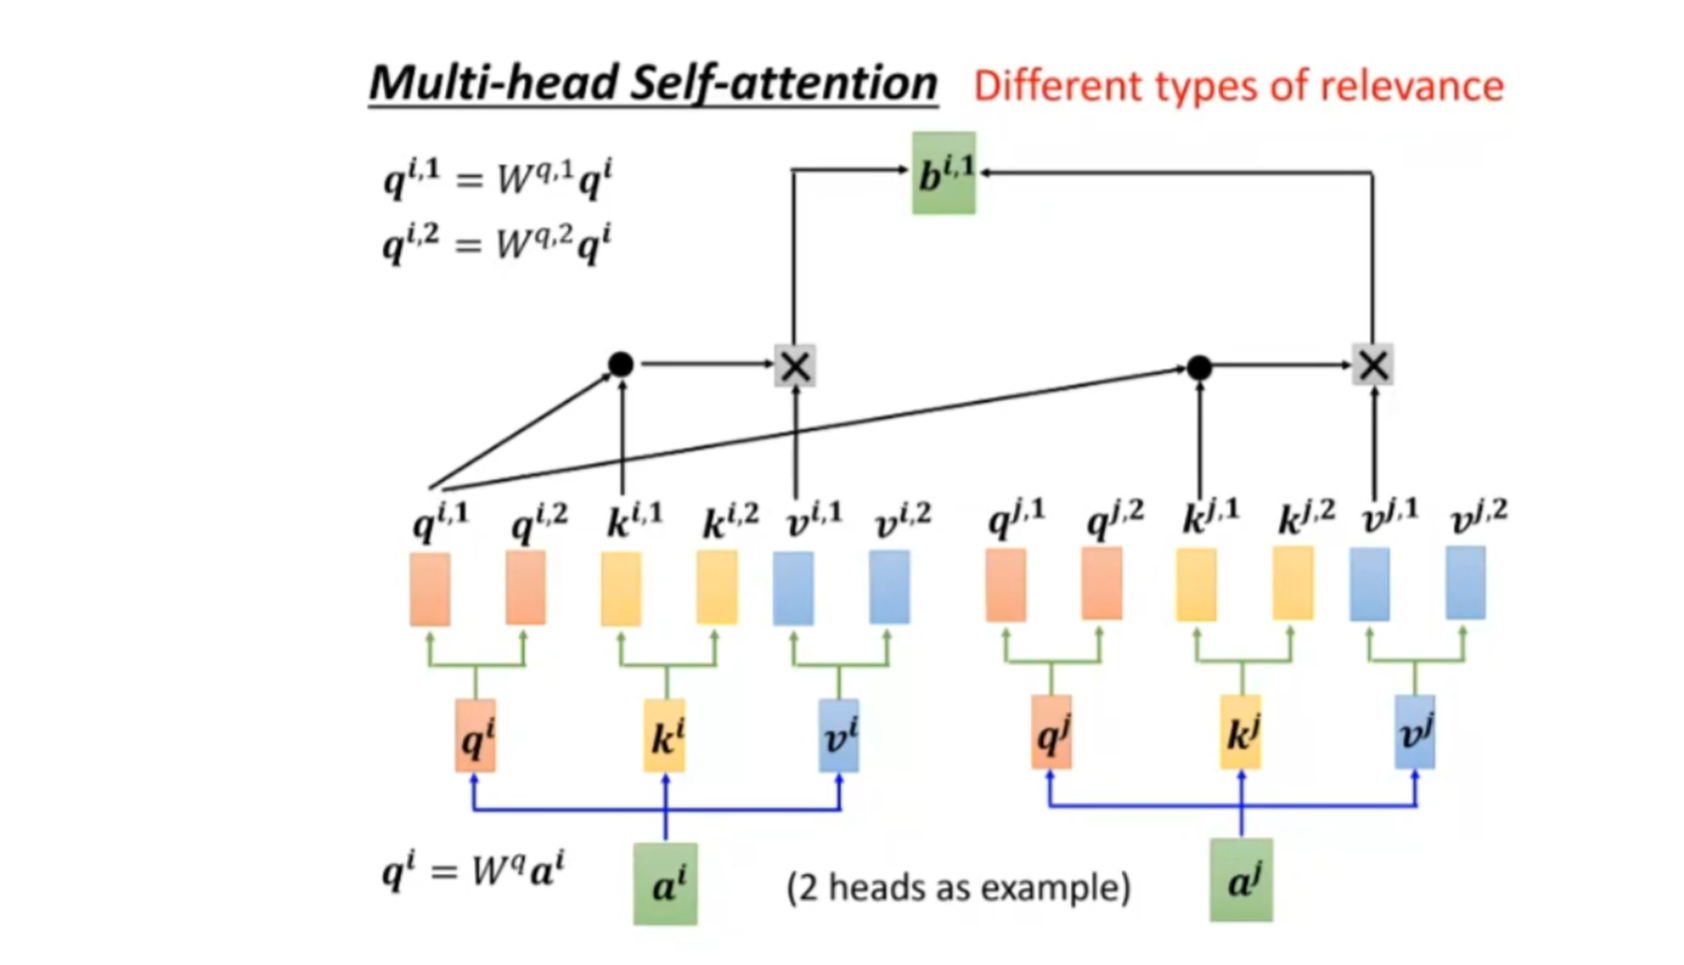 Multi-head Self-attention Different types of relevance
b^{i,1}
q^{i,1} = W^{q,1}q^i
q^{i,2} = W^{q,2}q^i
q^{i,1} q^{i,2} k^{i,1} k^{i,2} v^{i,1} v^{i,2} q^{j,1} q^{j,2} k^{j,1} k^{j,2} v^{j,1} v^{j,2}
q^i k^i v^i q^j k^j v^j
q^i = W^q a^i a^i (2 heads as example) a^j